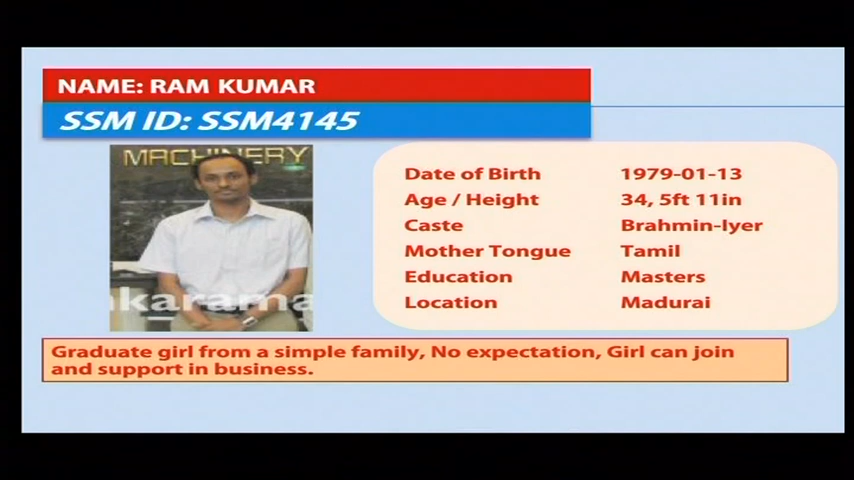 NAME: RAM KUMAR
SSM ID: SSM4145
MACHINERY
Date of Birth 1979-01-13
Age / Height 34, 5ft 11in
Caste Brahmin-Iyer
Mother Tongue Tamil
Education Masters
Location Madurai
karama
Graduate girl from a simple family, No expectation, Girl can join
and support in business.